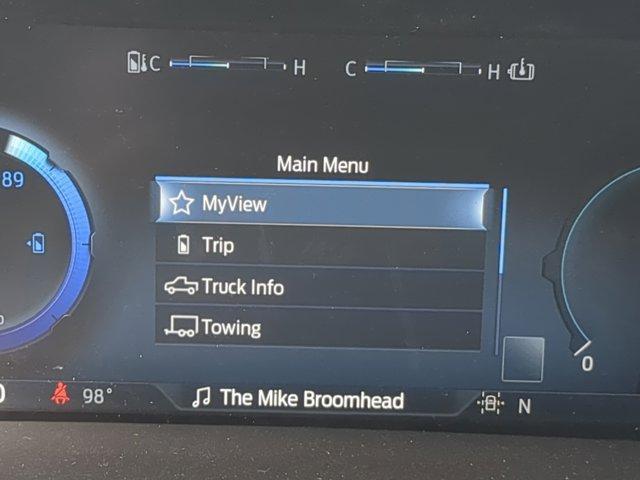 C H C H
Main Menu
89
MyView
Trip
Truck Info
Towing
0
98° The Mike Broomhead N